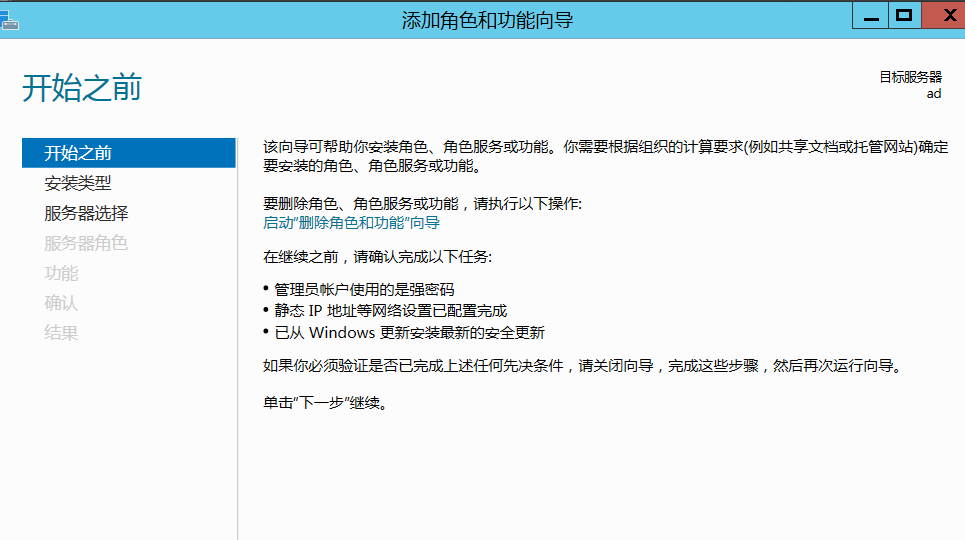 添加角色和功能向导
开始之前
目标服务器
ad
开始之前
安装类型
服务器选择
服务器角色
功能
确认
结果
该向导可帮助你安装角色、角色服务或功能。你需要根据组织的计算要求(例如共享文档或托管网站)确定
要安装的角色、角色服务或功能。
要删除角色、角色服务或功能，请执行以下操作:
启动"删除角色和功能"向导
在继续之前，请确认完成以下任务:
• 管理员帐户使用的是强密码
• 静态 IP 地址等网络设置已配置完成
• 已从 Windows 更新安装最新的安全更新
如果你必须验证是否已完成上述任何先决条件，请关闭向导，完成这些步骤，然后再次运行向导。
单击"下一步"继续。